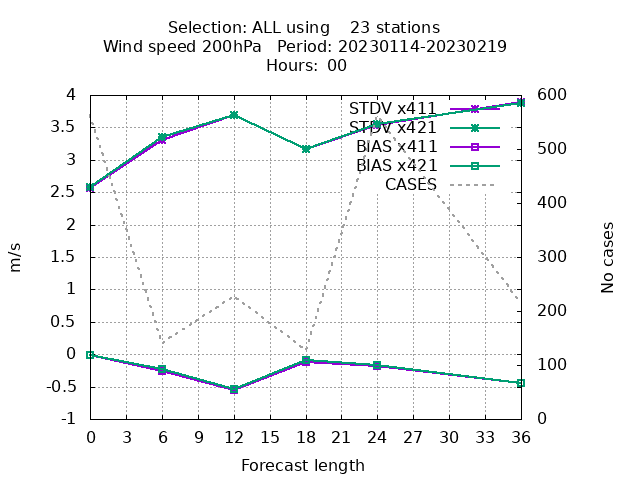 Selection: ALL using 23 stations
Wind speed 200hPa Period: 20230114-20230219
Hours: 00
4
3.5
3
2.5
2
1.5
1
0.5
0
-0.5
-1
m/s
600
500
400
300
200
100
0
No cases
STDV x411
STDV x421
BIAS x411
BIAS x421
CASES
0 3 6 9 12 15 18 21 24 27 30 33 36
Forecast length